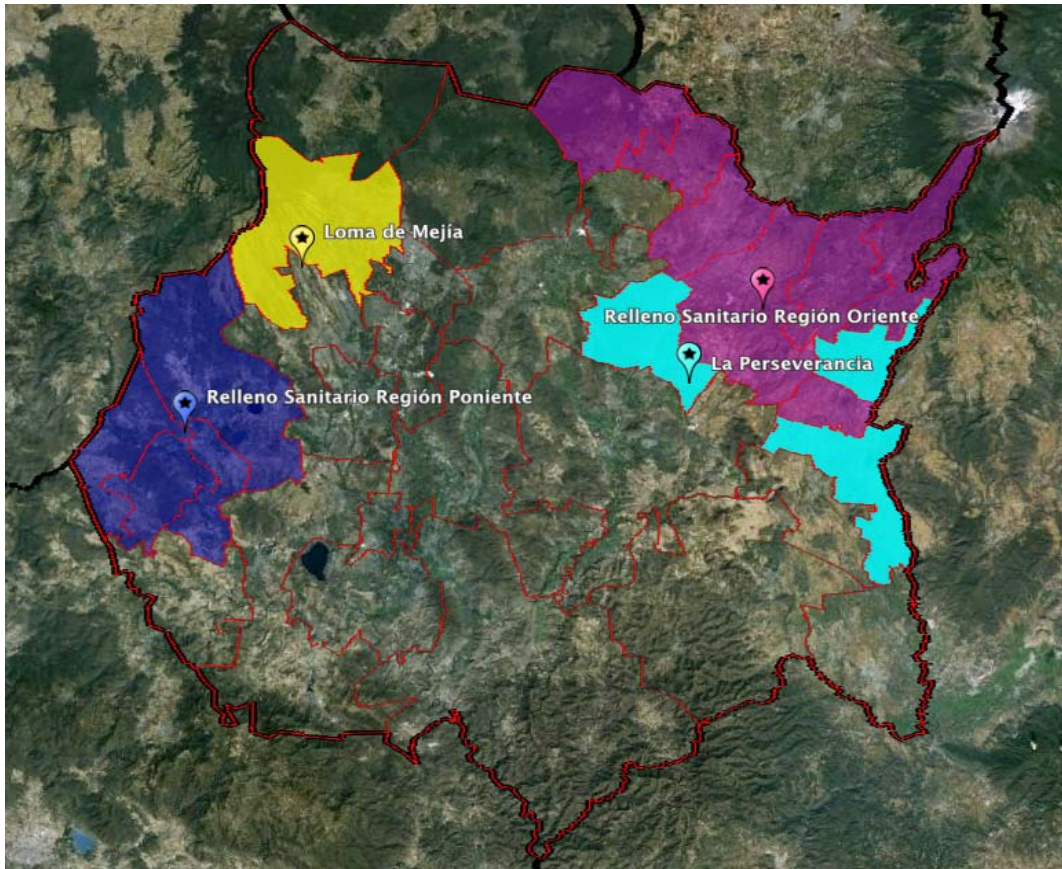 Loma de Mejía
Relleno Sanitario Región Oriente
La Perseverancia
Relleno Sanitario Región Poniente